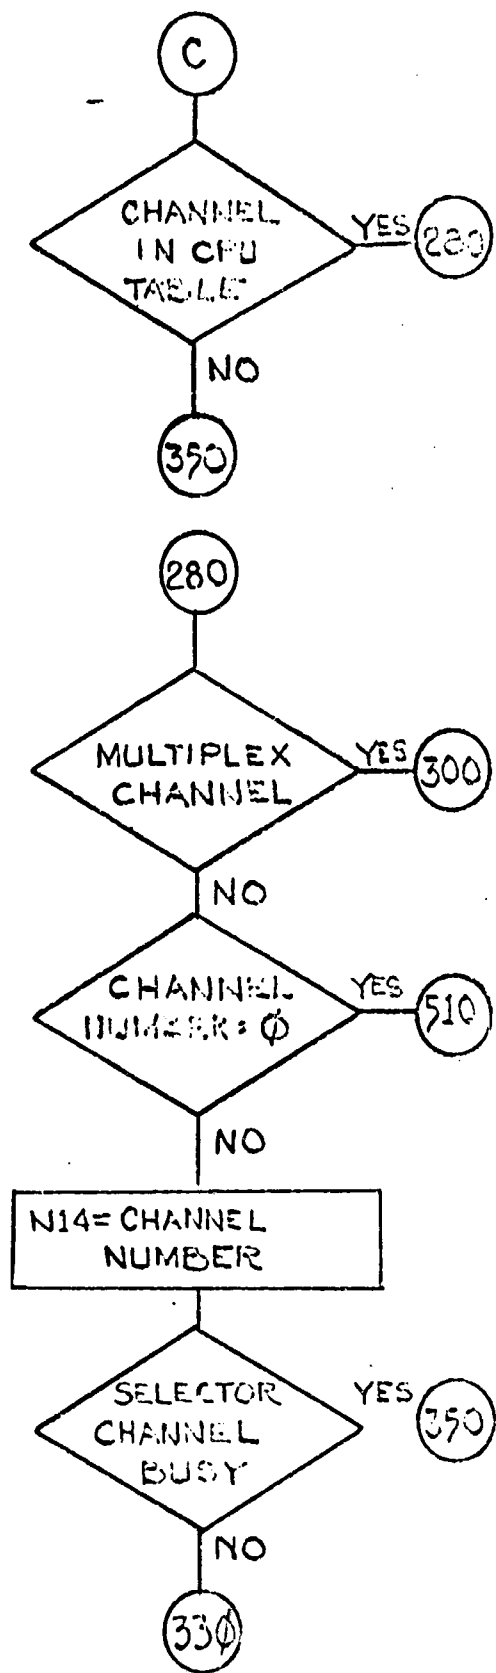 C
CHANNEL
IN CPU
TABLE
YES
280
NO
350
280
MULTIPLEX
CHANNEL
YES
300
NO
CHANNEL
NUMBER = Ø
YES
510
NO
N14 = CHANNEL
NUMBER
SELECTOR
CHANNEL
BUSY
YES
350
NO
33Ø